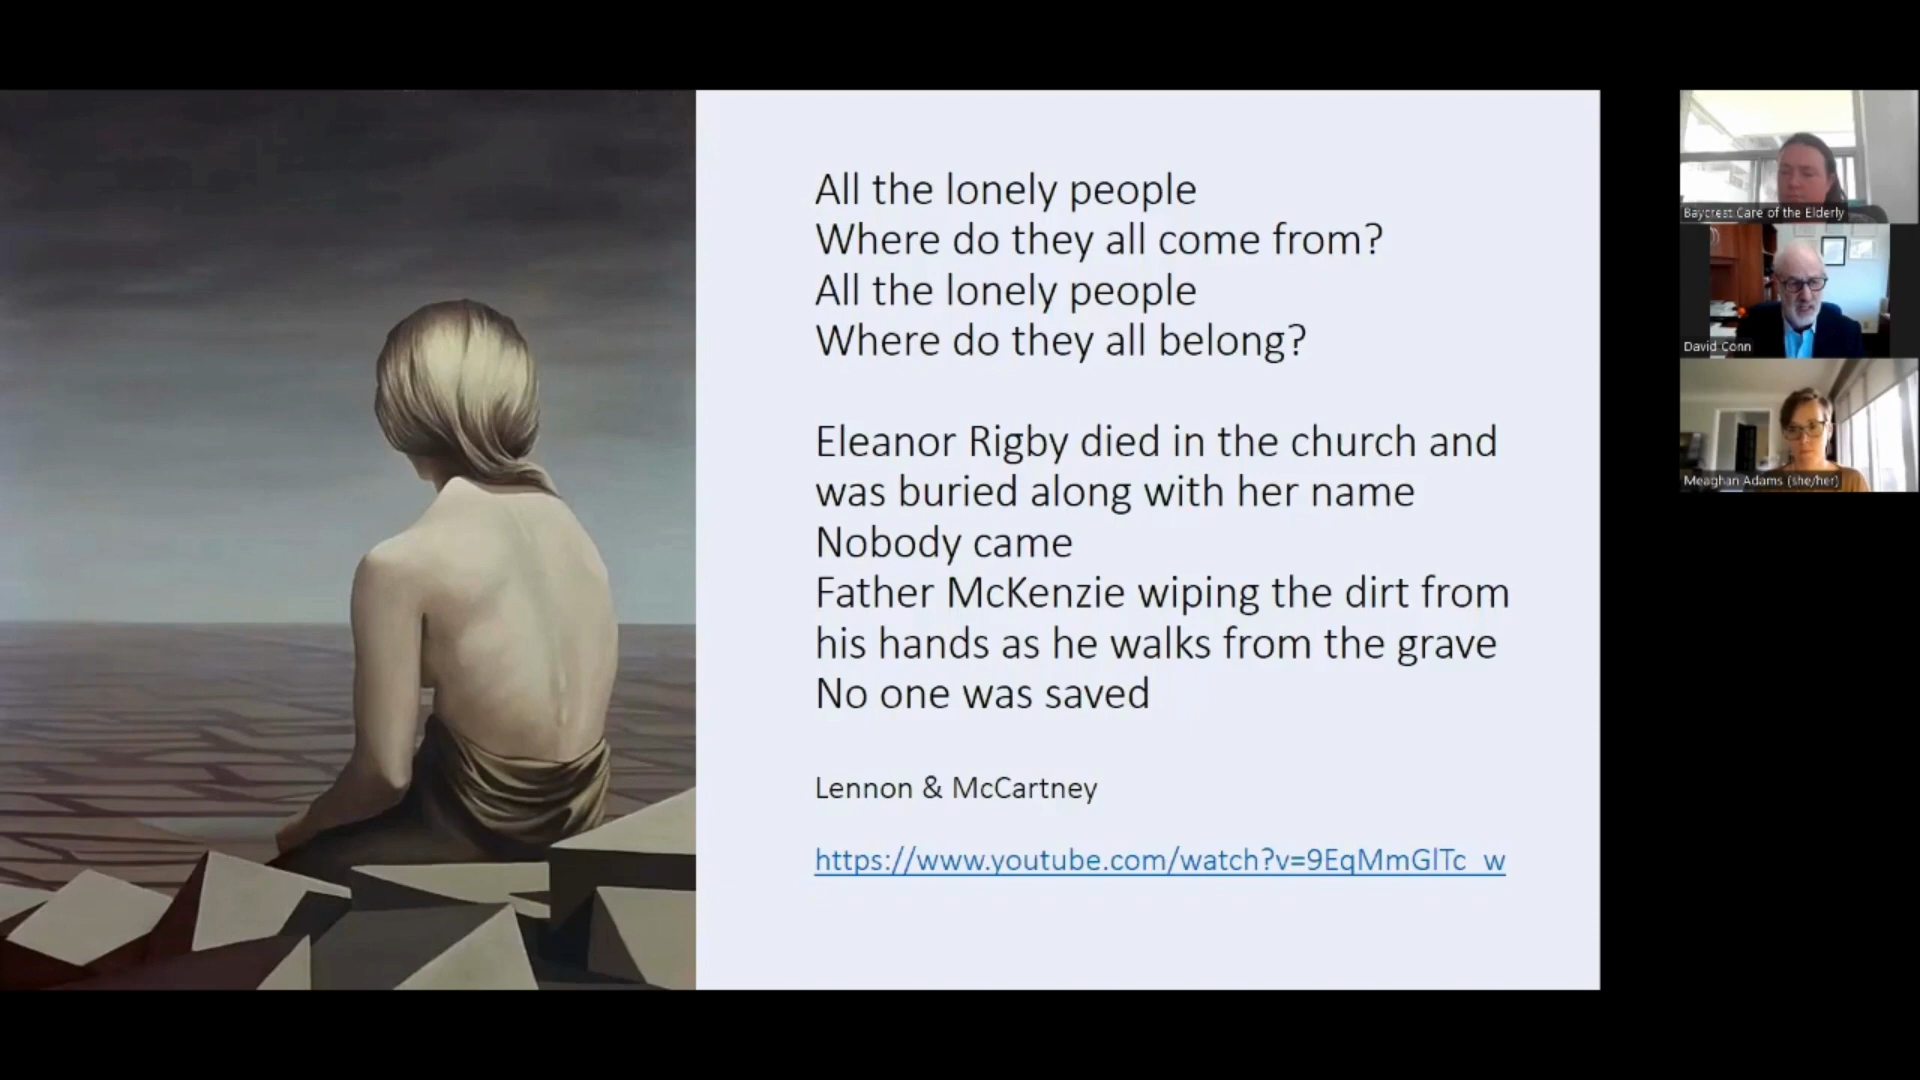 All the lonely people
Where do they all come from?
All the lonely people
Where do they all belong?
Eleanor Rigby died in the church and
was buried along with her name
Nobody came
Father McKenzie wiping the dirt from
his hands as he walks from the grave
No one was saved
Lennon & McCartney
https://www.youtube.com/watch?v=9EqMmGlTc_w
Baycrest Care of the Elderly
David Conn
Meaghan Adams (she/her)